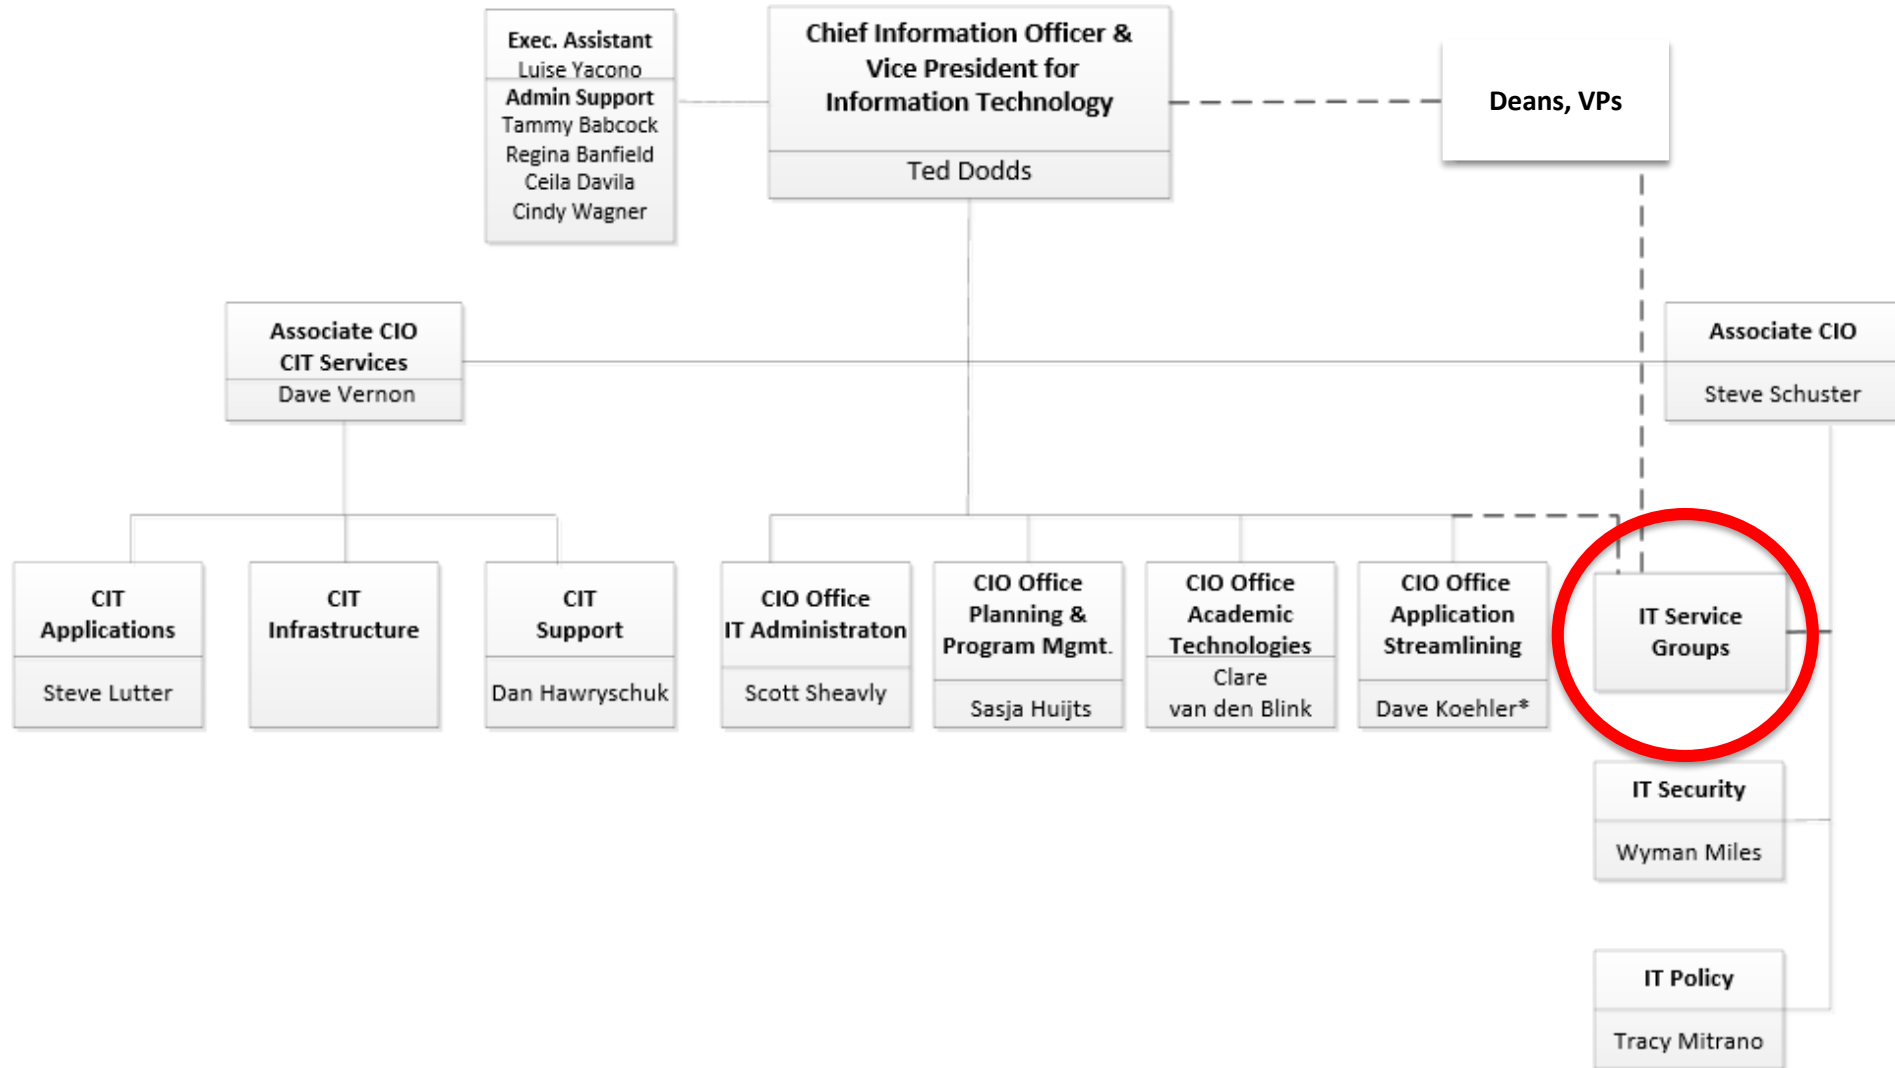 Exec. Assistant
Luise Yacono
Admin Support
Tammy Babcock
Regina Banfield
Ceila Davila
Cindy Wagner
Chief Information Officer &
Vice President for
Information Technology
Ted Dodds
Deans, VPs
Associate CIO
CIT Services
Dave Vernon
Associate CIO
Steve Schuster
CIT
Applications
Steve Lutter
CIT
Infrastructure
CIT
Support
Dan Hawryschuk
CIO Office
IT Administraton
Scott Sheavly
CIO Office
Planning &
Program Mgmt.
Sasja Huijts
CIO Office
Academic
Technologies
Clare
van den Blink
CIO Office
Application
Streamlining
Dave Koehler*
IT Service
Groups
IT Security
Wyman Miles
IT Policy
Tracy Mitrano